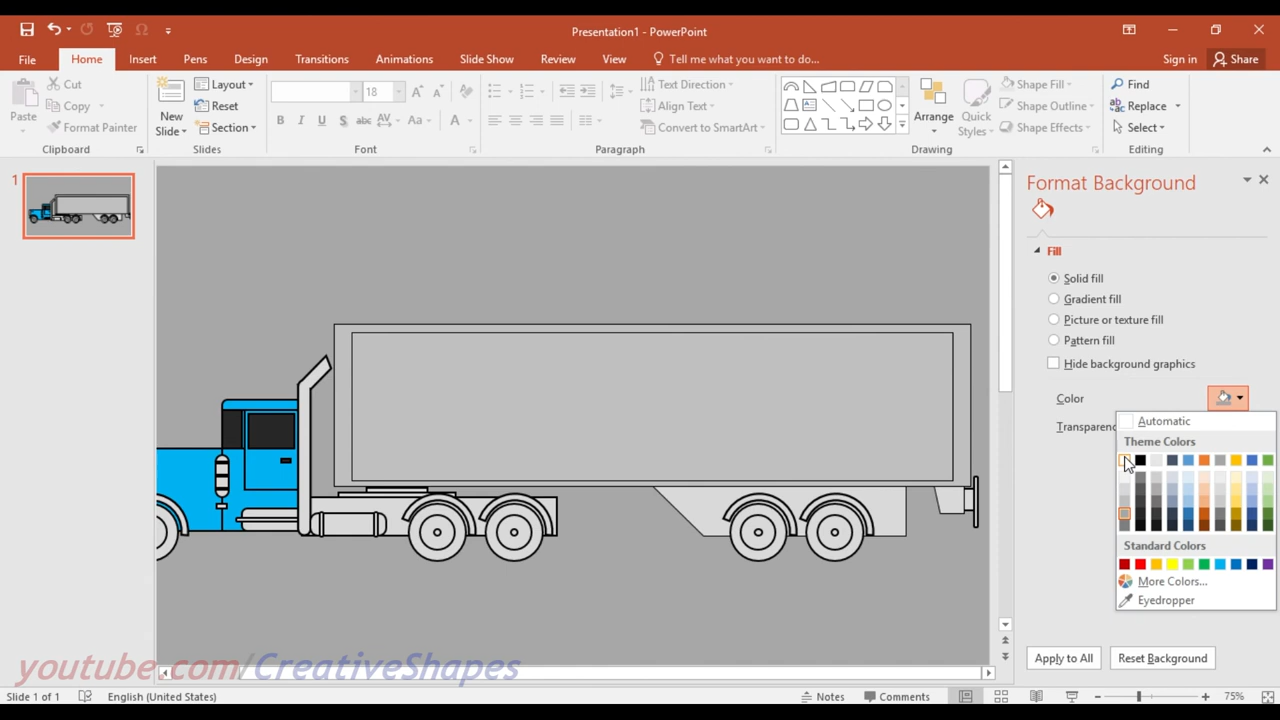 Presentation1 - PowerPoint
File Home Insert Pens Design Transitions Animations Slide Show Review View Tell me what you want to do... Sign in Share
Paste
Cut
Copy
Format Painter
Clipboard
New Slide
Layout
Reset
Section
Slides
18
B I U S abc AV Aa A
Font
Text Direction
Align Text
Convert to SmartArt
Paragraph
Arrange
Quick Styles
Shape Fill
Shape Outline
Shape Effects
Drawing
Find
Replace
Select
Editing
1
Format Background
Fill
Solid fill
Gradient fill
Picture or texture fill
Pattern fill
Hide background graphics
Color
Transparenc
Automatic
Theme Colors
Standard Colors
More Colors...
Eyedropper
Apply to All Reset Background
youtube.com/CreativeShapes
Slide 1 of 1 English (United States) Notes Comments 75%